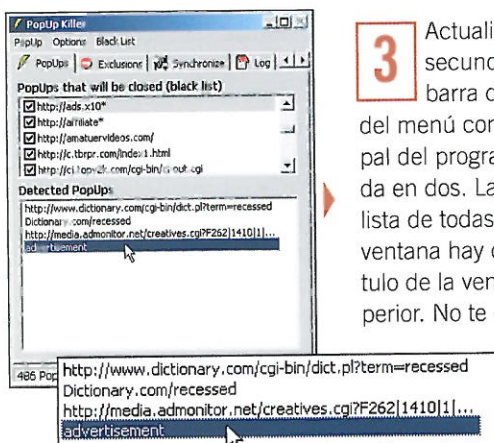 PopUp Killer
PopUp Options Black List
PopUps Exclusions Synchronize Log
PopUps that will be closed (black list)
http://ads.x10*
http://affiliate*
http://amatuervideos.com/
http://c.tbrpr.com/index1.html
Detected PopUps
http://www.dictionary.com/cgi-bin/dict.pl?term=recessed
Dictionary.com/recessed
http://media.admonitor.net/creatives.cgi?F262|1410|1|...
advertisement
486 Pop
http://www.dictionary.com/cgi-bin/dict.pl?term=recessed
Dictionary.com/recessed
http://media.admonitor.net/creatives.cgi?F262|1410|1|...
advertisement
3
Actuali
secund
barra d
del menú con
pal del progra
da en dos. La
lista de todas
ventana hay
tulo de la ven
perior. No te